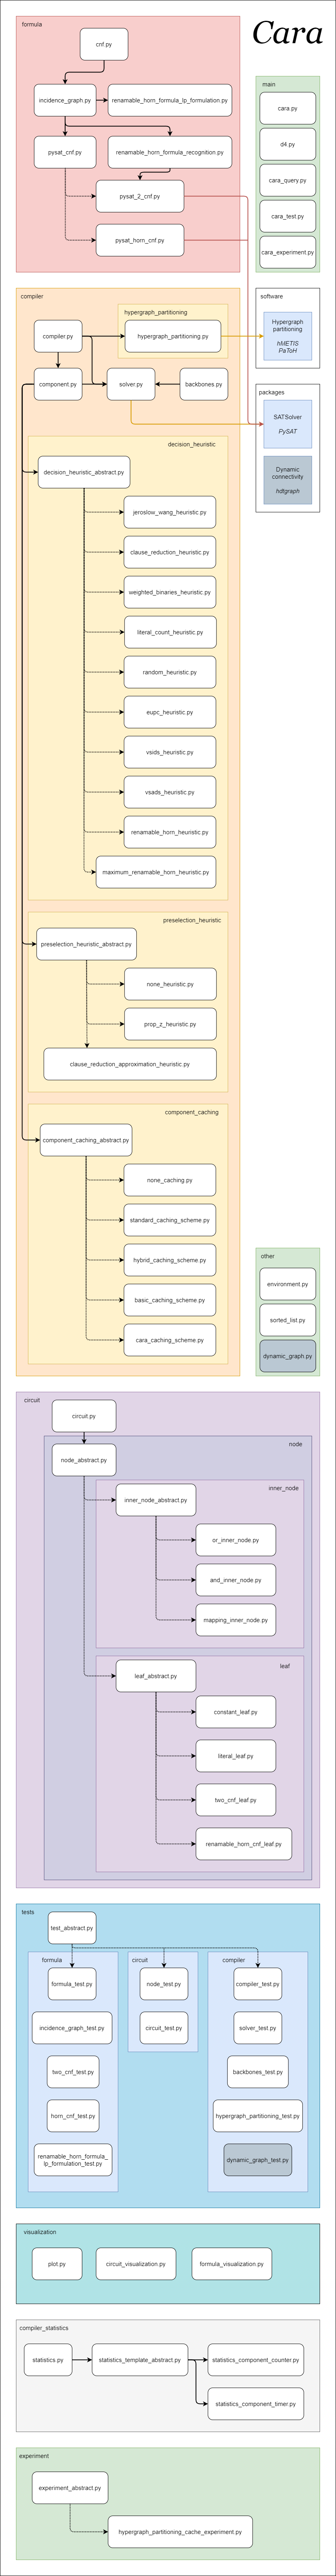 Cara
formula
cnf.py
incidence_graph.py
renamable_horn_formula_lp_formulation.py
pysat_cnf.py
renamable_horn_formula_recognition.py
pysat_2_cnf.py
pysat_horn_cnf.py
main
cara.py
d4.py
cara_query.py
cara_test.py
cara_experiment.py
compiler
hypergraph_partitioning
compiler.py
hypergraph_partitioning.py
component.py
solver.py
backbones.py
software
Hypergraph
partitioning
hMETIS
PaToH
packages
SATSolver
PySAT
Dynamic
connectivity
hdtgraph
decision_heuristic
decision_heuristic_abstract.py
jeroslow_wang_heuristic.py
clause_reduction_heuristic.py
weighted_binaries_heuristic.py
literal_count_heuristic.py
random_heuristic.py
eupc_heuristic.py
vsids_heuristic.py
vsads_heuristic.py
renamable_horn_heuristic.py
maximum_renamable_horn_heuristic.py
preselection_heuristic
preselection_heuristic_abstract.py
none_heuristic.py
prop_z_heuristic.py
clause_reduction_approximation_heuristic.py
component_caching
component_caching_abstract.py
none_caching.py
standard_caching_scheme.py
hybrid_caching_scheme.py
basic_caching_scheme.py
cara_caching_scheme.py
other
environment.py
sorted_list.py
dynamic_graph.py
circuit
circuit.py
node
node_abstract.py
inner_node
inner_node_abstract.py
or_inner_node.py
and_inner_node.py
mapping_inner_node.py
leaf
leaf_abstract.py
constant_leaf.py
literal_leaf.py
two_cnf_leaf.py
renamable_horn_cnf_leaf.py
tests
test_abstract.py
formula
formula_test.py
incidence_graph_test.py
two_cnf_test.py
horn_cnf_test.py
renamable_horn_formula_
lp_formulation_test.py
circuit
node_test.py
circuit_test.py
compiler
compiler_test.py
solver_test.py
backbones_test.py
hypergraph_partitioning_test.py
dynamic_graph_test.py
visualization
plot.py
circuit_visualization.py
formula_visualization.py
compiler_statistics
statistics.py
statistics_template_abstract.py
statistics_component_counter.py
statistics_component_timer.py
experiment
experiment_abstract.py
hypergraph_partitioning_cache_experiment.py